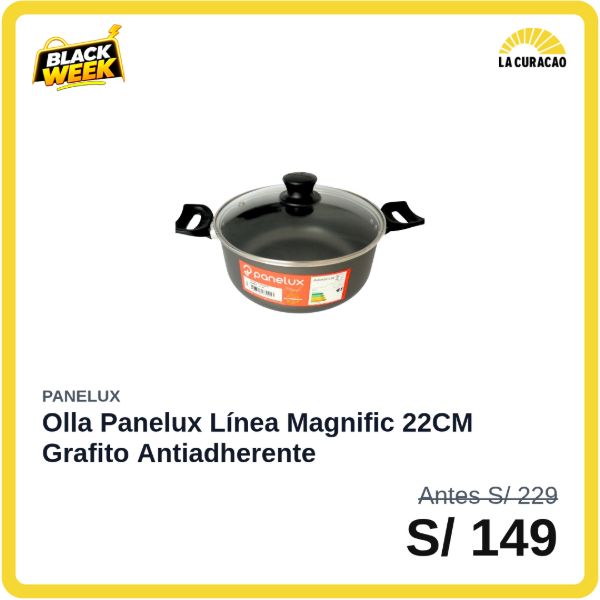 BLACK
WEEK
LA CURACAO
panelux
PANELUX
Olla Panelux Línea Magnific 22CM
Grafito Antiadherente
Antes S/ 229
S/ 149